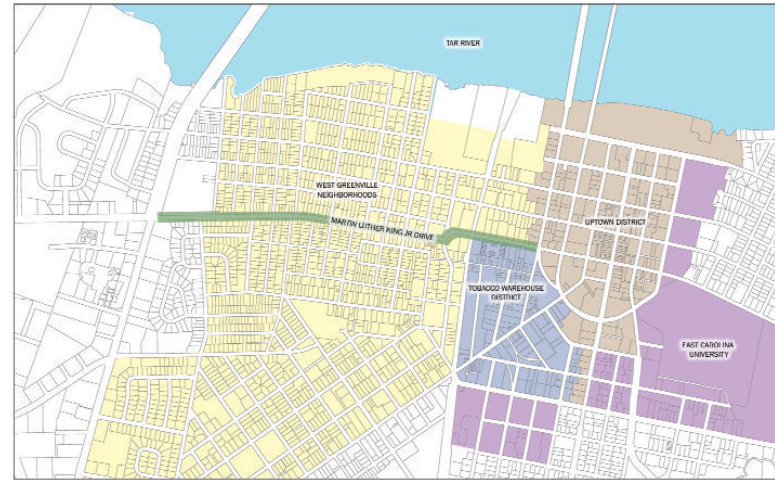 TAR RIVER
WEST GREENVILLE
NEIGHBORHOODS
MARTIN LUTHER KING JR DRIVE
UPTOWN DISTRICT
TOBACCO WAREHOUSE
DISTRICT
EAST CAROLINA
UNIVERSITY